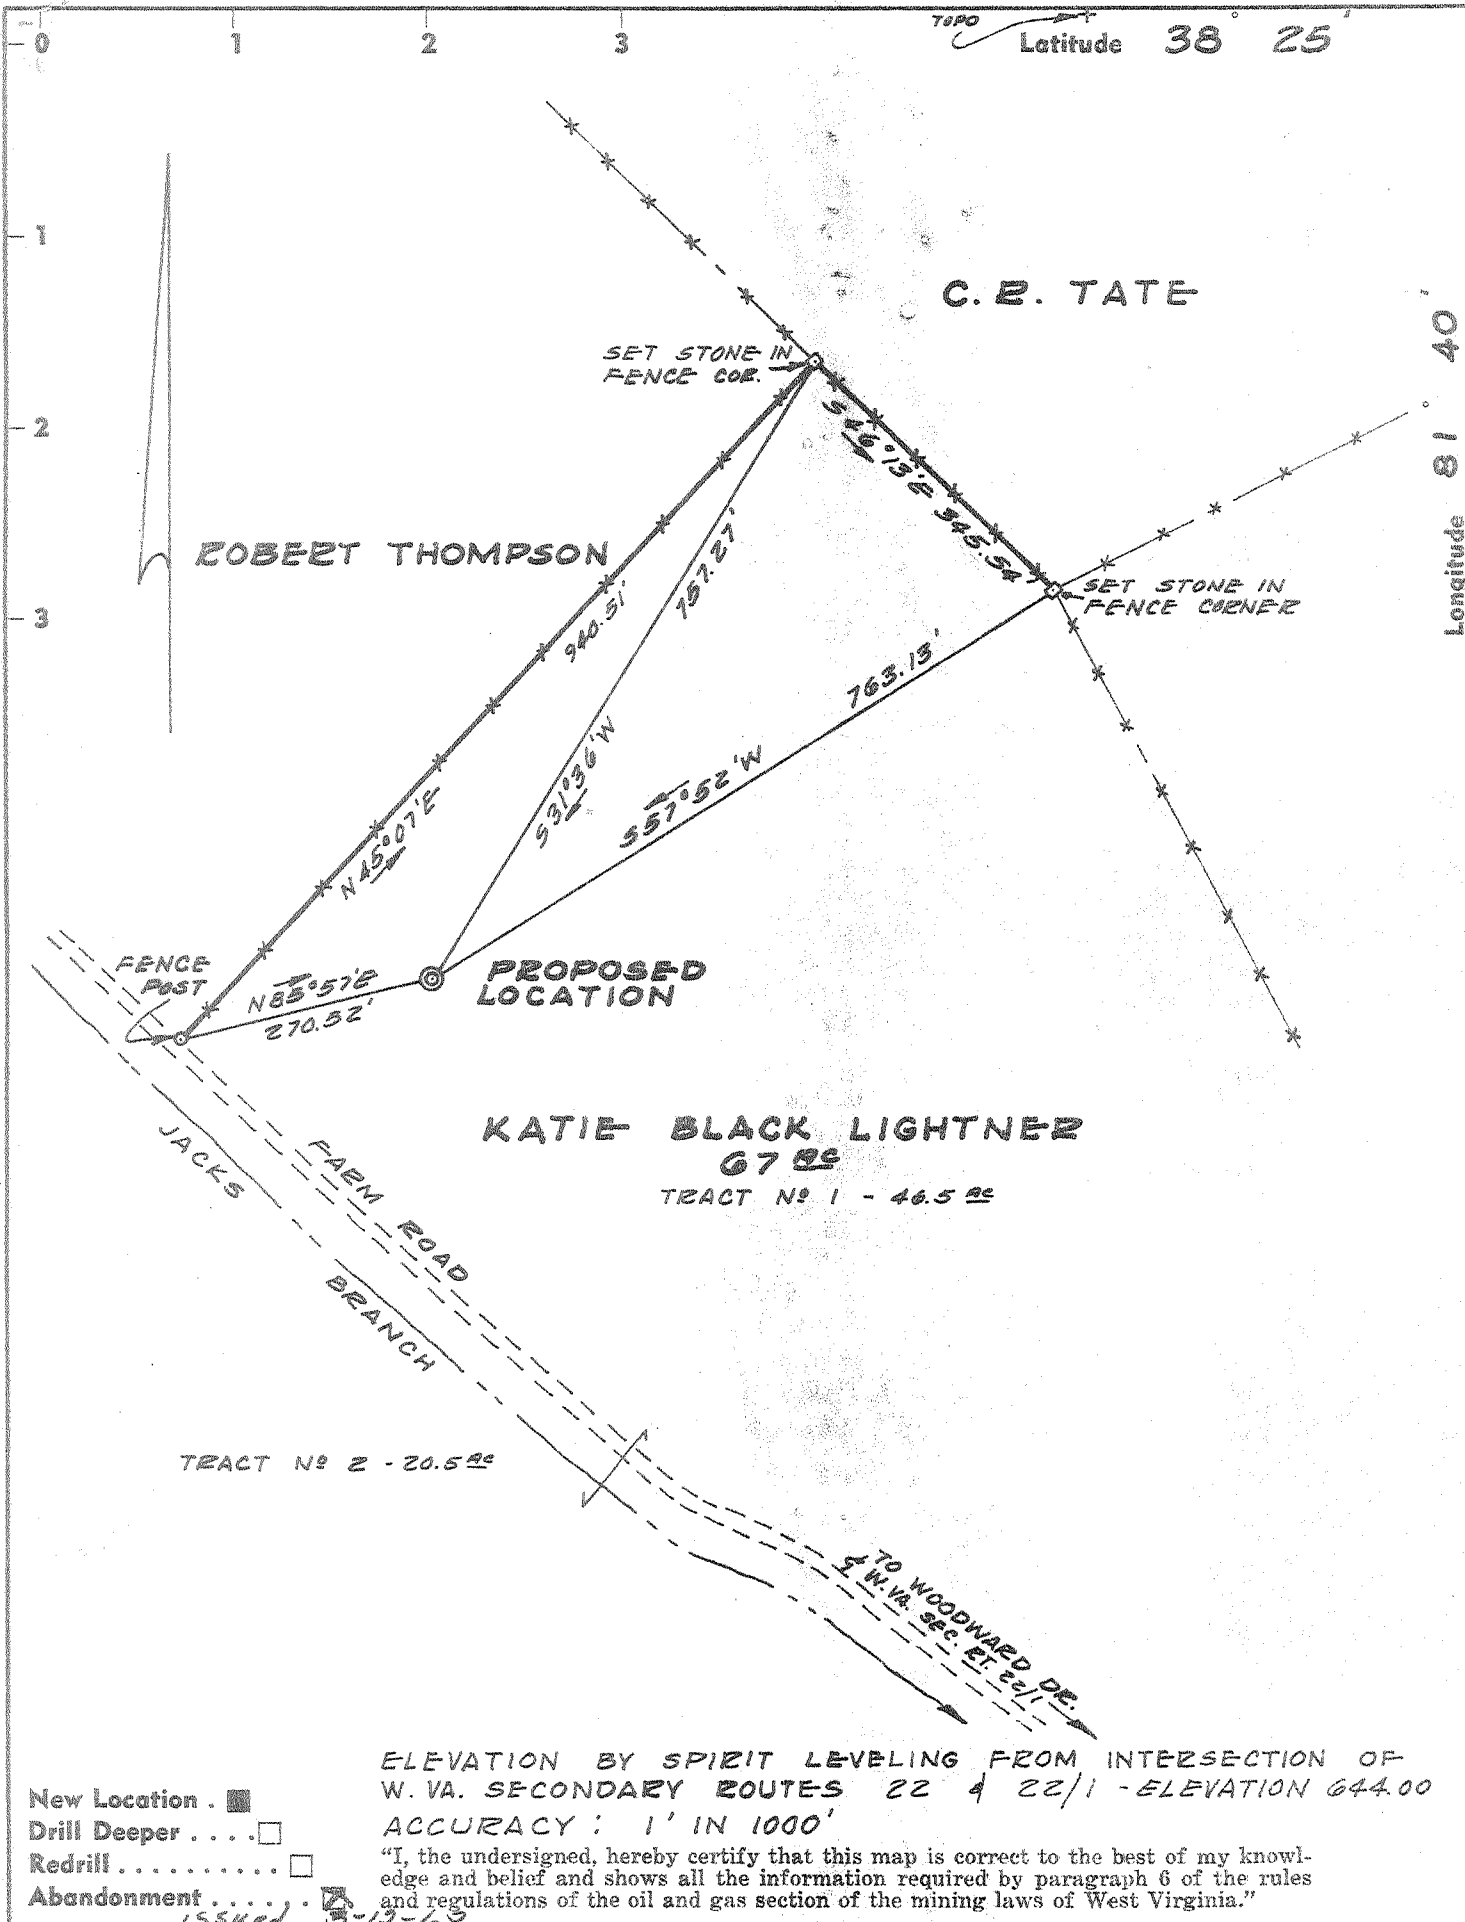 0 1 2 3
TOPO
Latitude 38° 25'
1
C. R. TATE
Longitude 81° 40'
SET STONE IN
FENCE COR.
2
S46°13'E 345.54
ROBERT THOMPSON
757.27'
940.51'
SET STONE IN
FENCE CORNER
3
763.13'
S31°36'W
S57°52'W
N45°07'E
FENCE
POST
N85°57'E
270.52'
PROPOSED
LOCATION
KATIE BLACK LIGHTNER
67 AC
TRACT Nº 1 - 46.5 AC
JACKS
BRANCH
FARM ROAD
TRACT Nº 2 - 20.5 AC
TO WOODWARD DR.
℄ W. VA. SEC. RT. 22/1
ELEVATION BY SPIRIT LEVELING FROM INTERSECTION OF
W. VA. SECONDARY ROUTES 22 & 22/1 - ELEVATION 644.00
ACCURACY : 1' IN 1000'
New Location .
Drill Deeper . . . .
Redrill . . . . . . . . . .
Abandonment . . . . . . .
"I, the undersigned, hereby certify that this map is correct to the best of my knowl-
edge and belief and shows all the information required by paragraph 6 of the rules
and regulations of the oil and gas section of the mining laws of West Virginia."